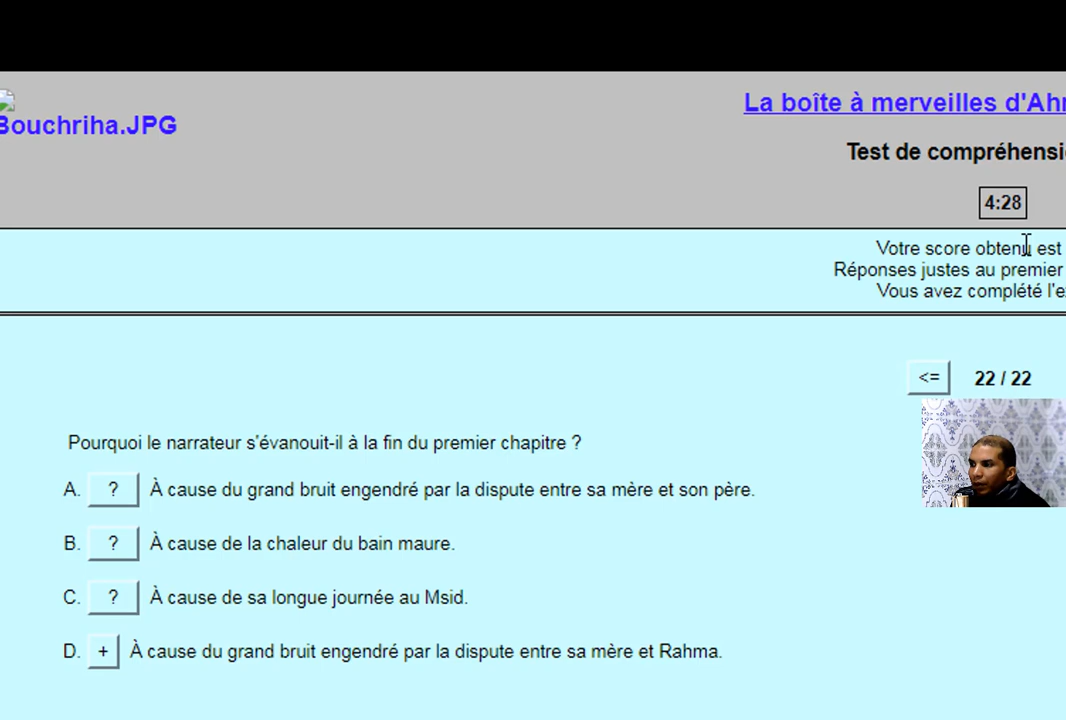 Bouchriha.JPG
La boîte à merveilles d'Ah
Test de compréhensi
4:28
Votre score obtenu est
Réponses justes au premier
Vous avez complété l'e
<= 22 / 22
Pourquoi le narrateur s'évanouit-il à la fin du premier chapitre ?
A. ? À cause du grand bruit engendré par la dispute entre sa mère et son père.
B. ? À cause de la chaleur du bain maure.
C. ? À cause de sa longue journée au Msid.
D. + À cause du grand bruit engendré par la dispute entre sa mère et Rahma.